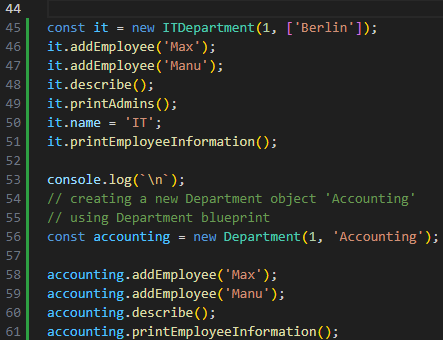 44
45 const it = new ITDepartment(1, ['Berlin']);
46 it.addEmployee('Max');
47 it.addEmployee('Manu');
48 it.describe();
49 it.printAdmins();
50 it.name = 'IT';
51 it.printEmployeeInformation();
52
53 console.log(`\n`);
54 // creating a new Department object 'Accounting'
55 // using Department blueprint
56 const accounting = new Department(1, 'Accounting');
57
58 accounting.addEmployee('Max');
59 accounting.addEmployee('Manu');
60 accounting.describe();
61 accounting.printEmployeeInformation();